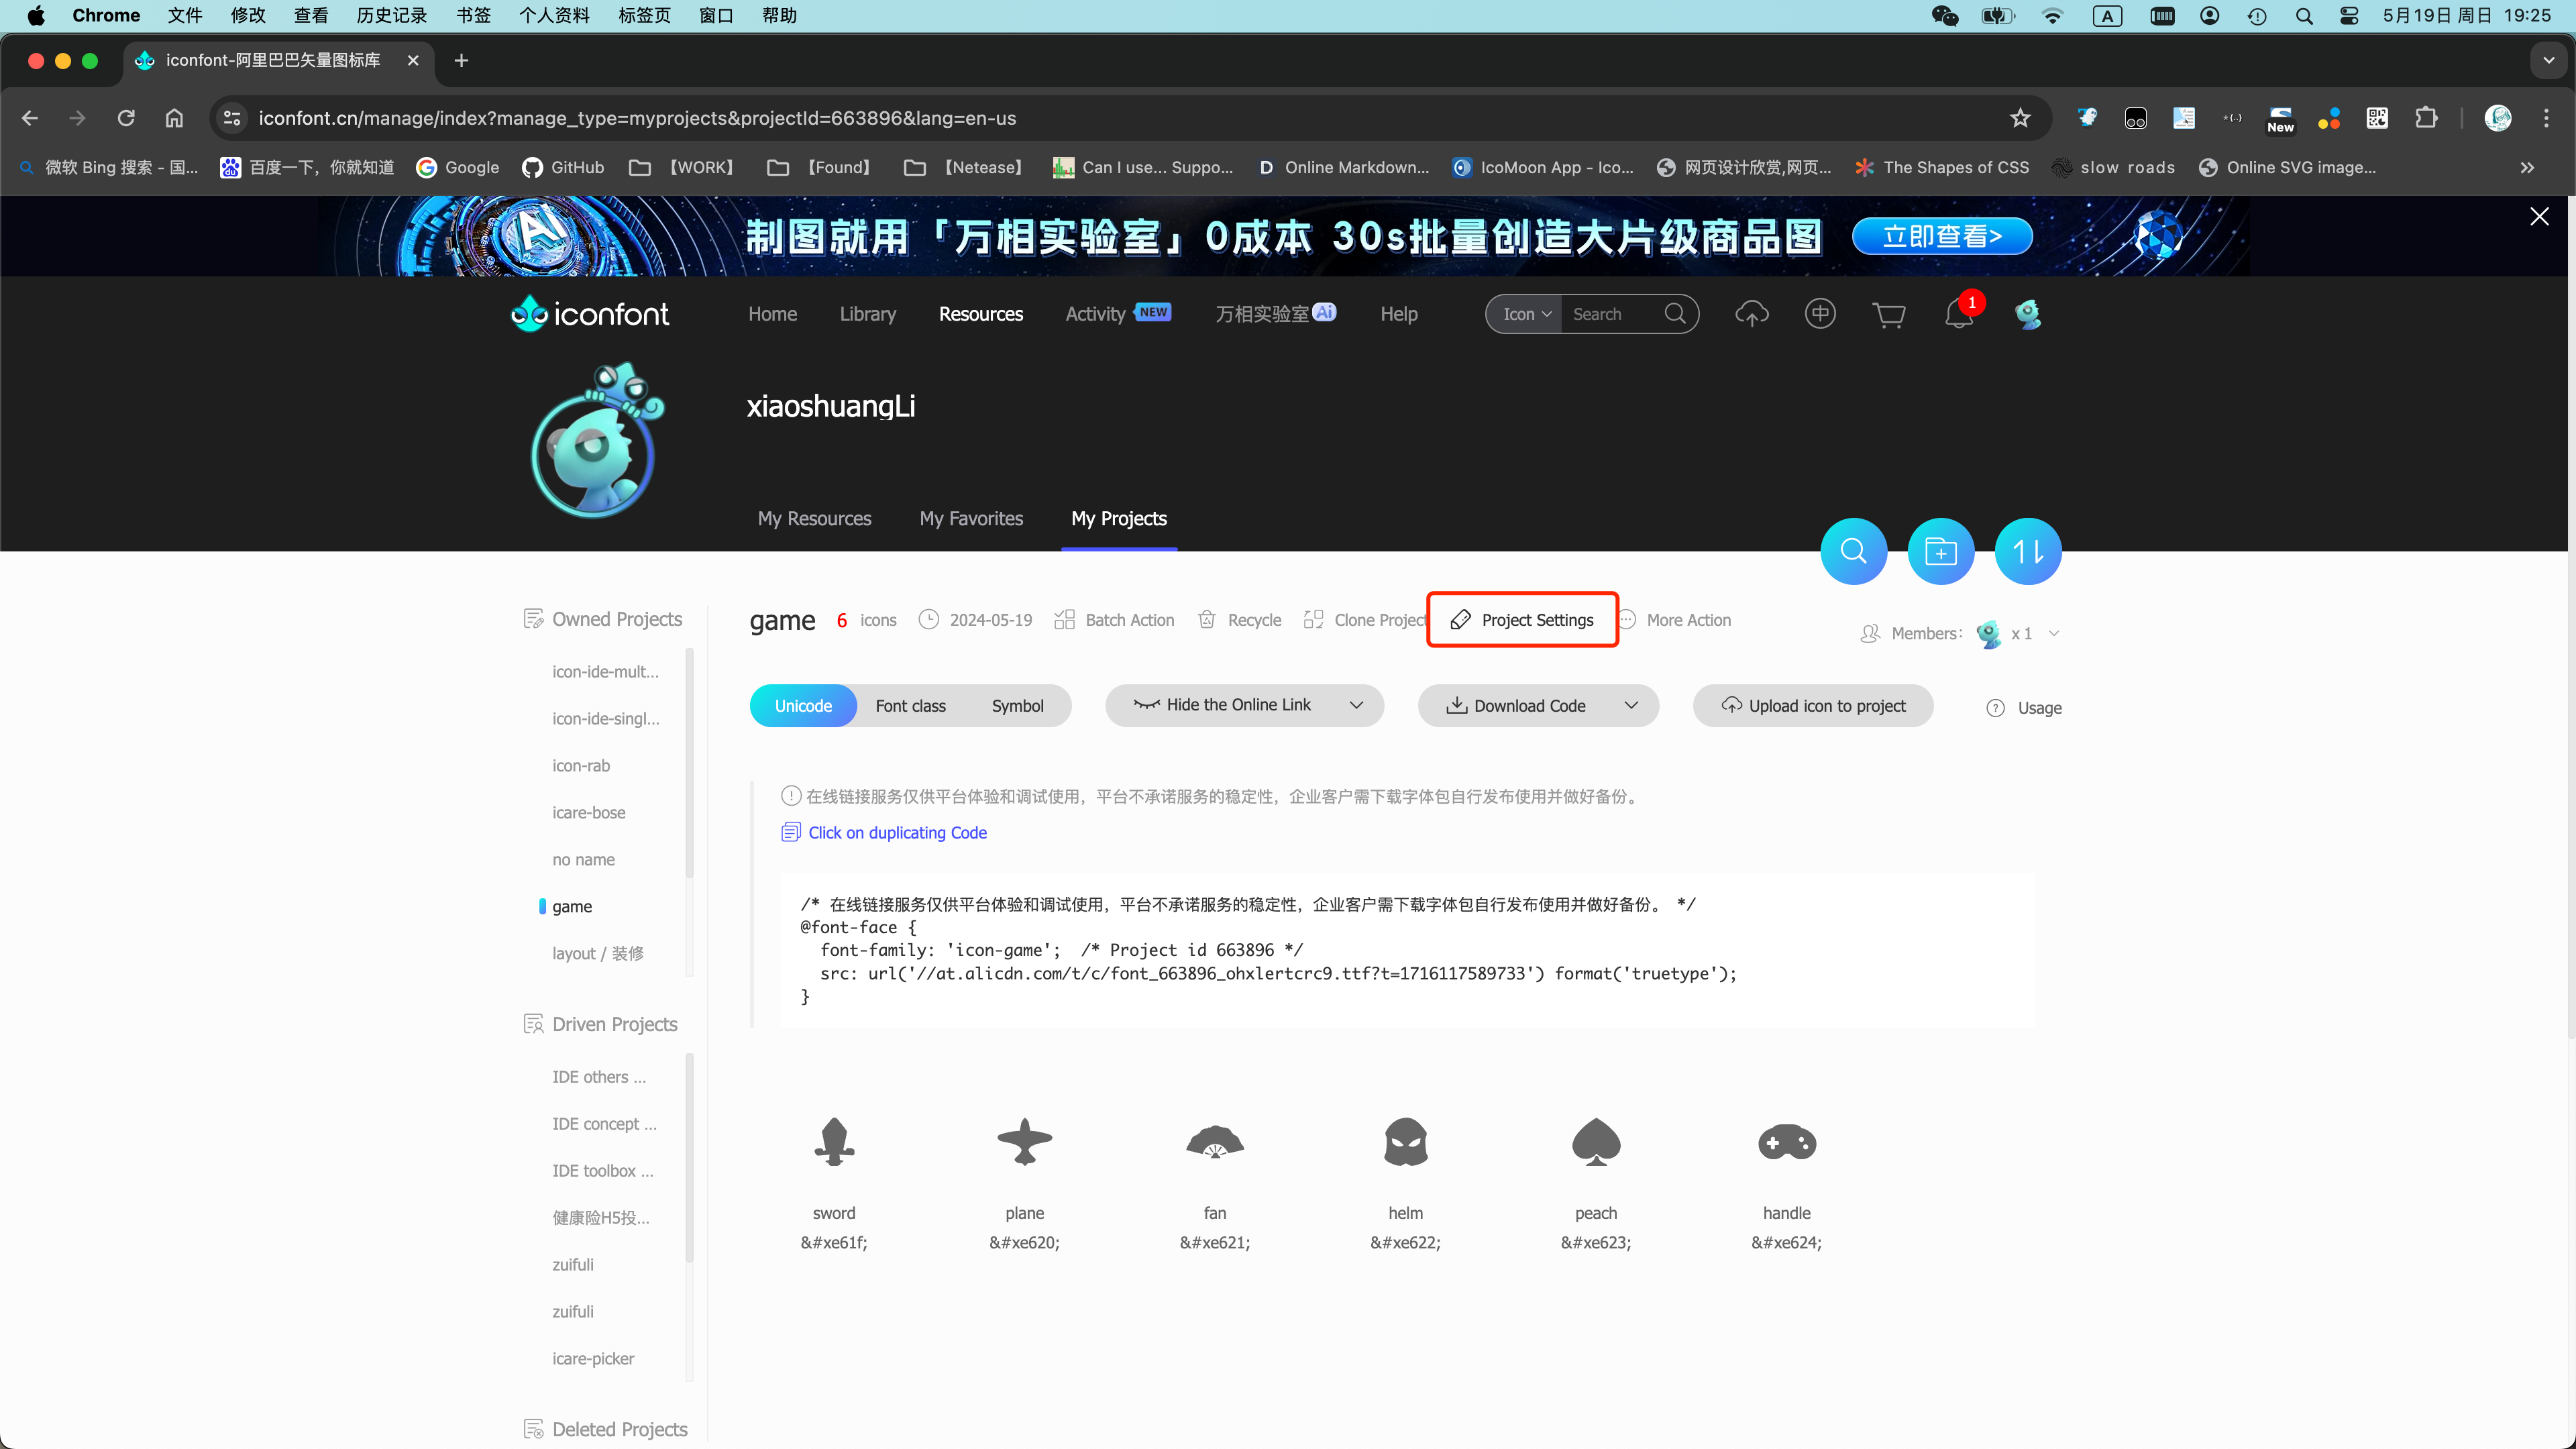 Chrome 文件 修改 查看 历史记录 书签 个人资料 标签页 窗口 帮助 A 5月19日 周日 19:25
iconfont-阿里巴巴矢量图标库
iconfont.cn/manage/index?manage_type=myprojects&projectId=663896&lang=en-us New
微软 Bing 搜索 - 国... 百度一下，你就知道 Google GitHub 【WORK】 【Found】 【Netease】 Can I use... Suppo... Online Markdown... IcoMoon App - Ico... 网页设计欣赏,网页... The Shapes of CSS slow roads Online SVG image...
AI 制图就用「万相实验室」0成本 30s批量创造大片级商品图 立即查看>
iconfont Home Library Resources Activity NEW 万相实验室 Ai Help Icon Search 中 1
xiaoshuangLi
My Resources My Favorites My Projects
Owned Projects
icon-ide-mult...
icon-ide-singl...
icon-rab
icare-bose
no name
game
layout / 装修
Driven Projects
IDE others ...
IDE concept ...
IDE toolbox ...
健康险H5投...
zuifuli
zuifuli
icare-picker
Deleted Projects
game 6 icons 2024-05-19 Batch Action Recycle Clone Project Project Settings More Action
Members： x 1
Unicode Font class Symbol Hide the Online Link Download Code Upload icon to project Usage
在线链接服务仅供平台体验和调试使用，平台不承诺服务的稳定性，企业客户需下载字体包自行发布使用并做好备份。
Click on duplicating Code
/* 在线链接服务仅供平台体验和调试使用，平台不承诺服务的稳定性，企业客户需下载字体包自行发布使用并做好备份。 */
@font-face {
font-family: 'icon-game'; /* Project id 663896 */
src: url('//at.alicdn.com/t/c/font_663896_ohxlertcrc9.ttf?t=1716117589733') format('truetype');
}
sword plane fan helm peach handle
&#xe61f; &#xe620; &#xe621; &#xe622; &#xe623; &#xe624;